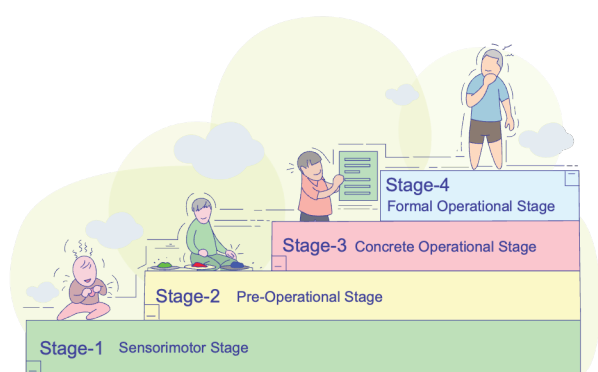 Stage-4
Formal Operational Stage
Stage-3 Concrete Operational Stage
Stage-2 Pre-Operational Stage
Stage-1 Sensorimotor Stage